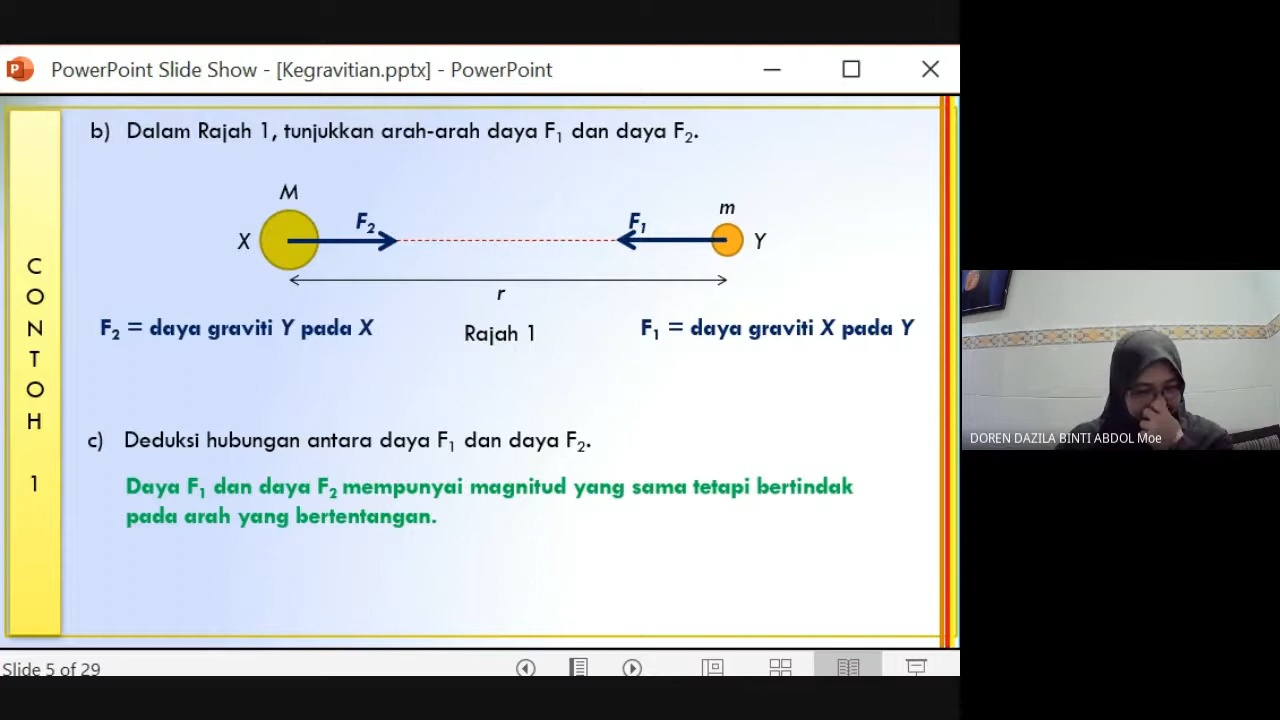 PowerPoint Slide Show - [Kegravitian.pptx] - PowerPoint
b) Dalam Rajah 1, tunjukkan arah-arah daya F₁ dan daya F₂.
M
m
F₂
F₁
X
Y
r
F₂ = daya graviti Y pada X
Rajah 1
F₁ = daya graviti X pada Y
CONTOH 1
c) Deduksi hubungan antara daya F₁ dan daya F₂.
Daya F₁ dan daya F₂ mempunyai magnitud yang sama tetapi bertindak
pada arah yang bertentangan.
DOREN DAZILA BINTI ABDOL Moe
Slide 5 of 29